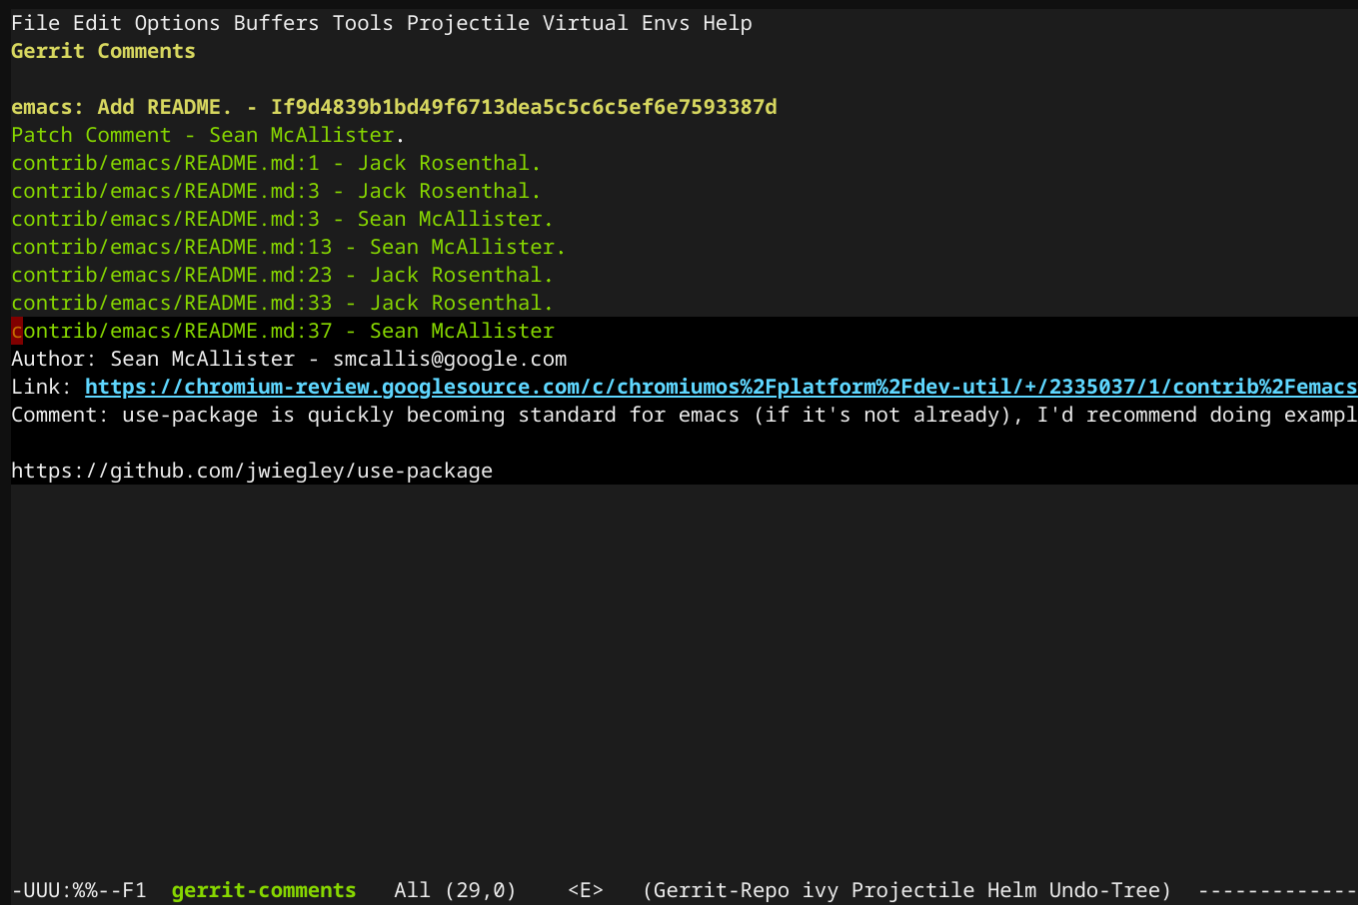 File Edit Options Buffers Tools Projectile Virtual Envs Help
Gerrit Comments
emacs: Add README. - If9d4839b1bd49f6713dea5c5c6c5ef6e7593387d
Patch Comment - Sean McAllister.
contrib/emacs/README.md:1 - Jack Rosenthal.
contrib/emacs/README.md:3 - Jack Rosenthal.
contrib/emacs/README.md:3 - Sean McAllister.
contrib/emacs/README.md:13 - Sean McAllister.
contrib/emacs/README.md:23 - Jack Rosenthal.
contrib/emacs/README.md:33 - Jack Rosenthal.
contrib/emacs/README.md:37 - Sean McAllister
Author: Sean McAllister - smcallis@google.com
Link: https://chromium-review.googlesource.com/c/chromiumos%2Fplatform%2Fdev-util/+/2335037/1/contrib%2Femacs
Comment: use-package is quickly becoming standard for emacs (if it's not already), I'd recommend doing exampl
https://github.com/jwiegley/use-package
-UUU:%%--F1  gerrit-comments   All (29,0)    <E>   (Gerrit-Repo ivy Projectile Helm Undo-Tree)  -------------